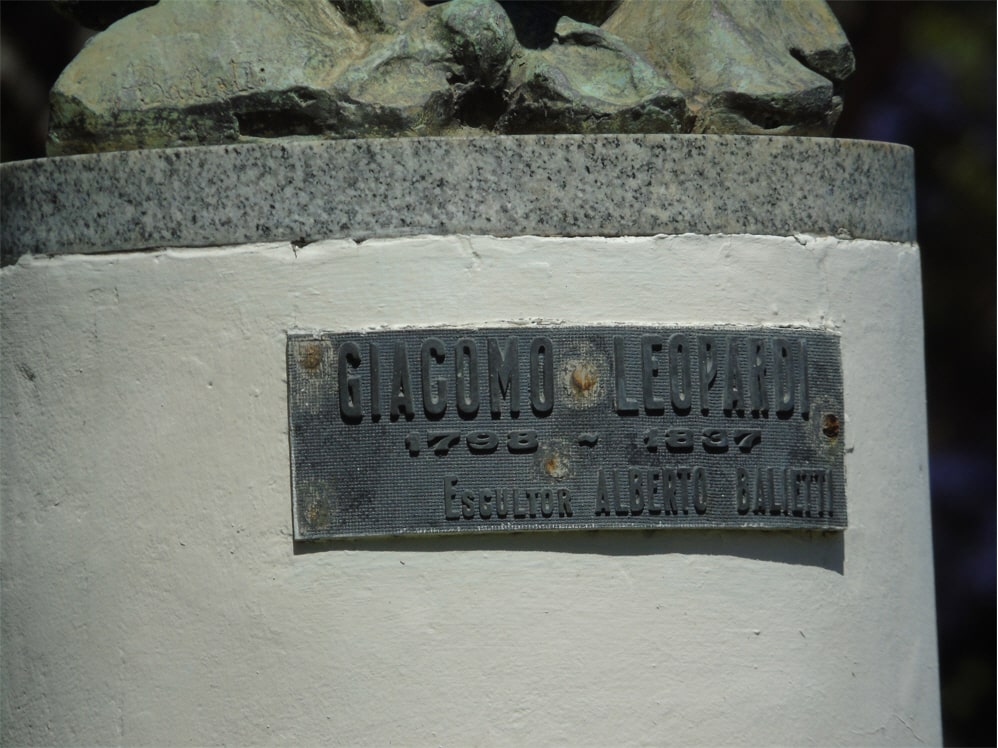 GIACOMO LEOPARDI
1798 ~ 1837
ESCULTOR ALBERTO BALIETTI